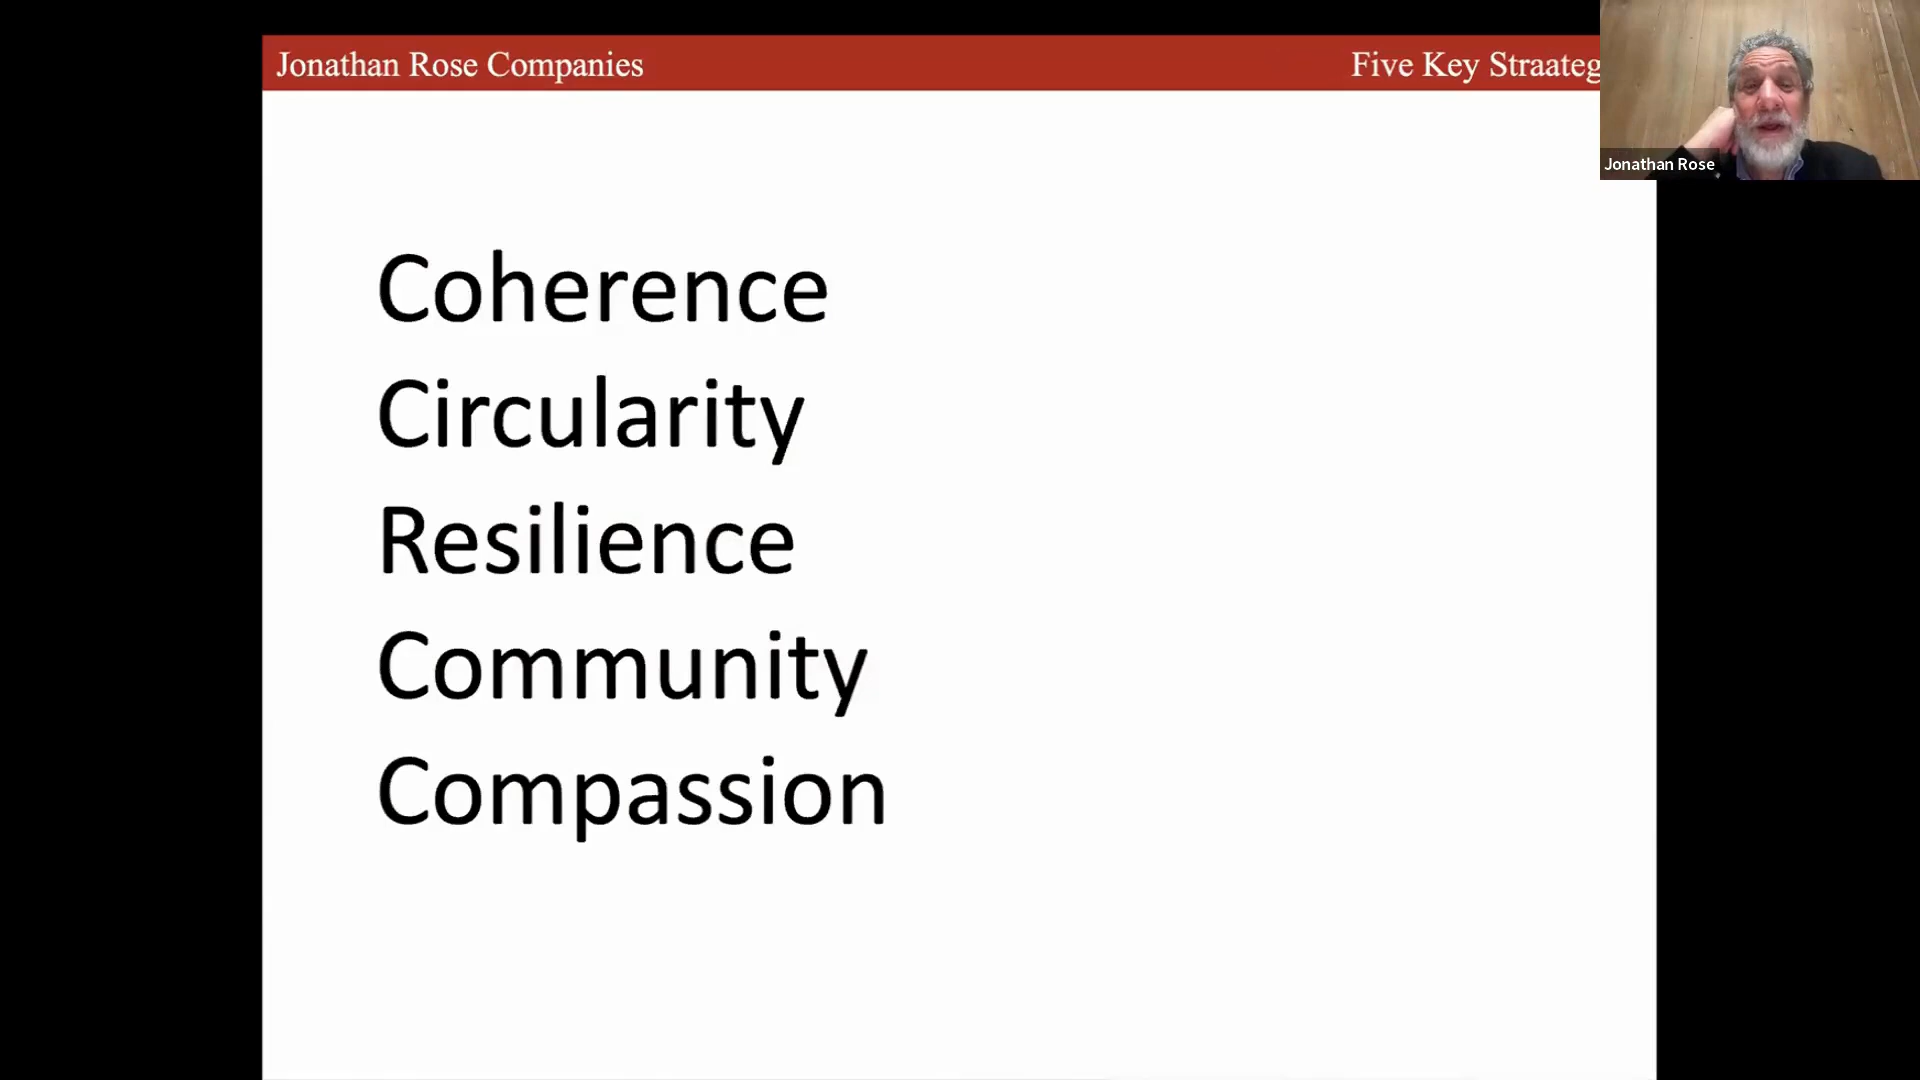 Jonathan Rose Companies
Five Key Straateg
Jonathan Rose
Coherence
Circularity
Resilience
Community
Compassion